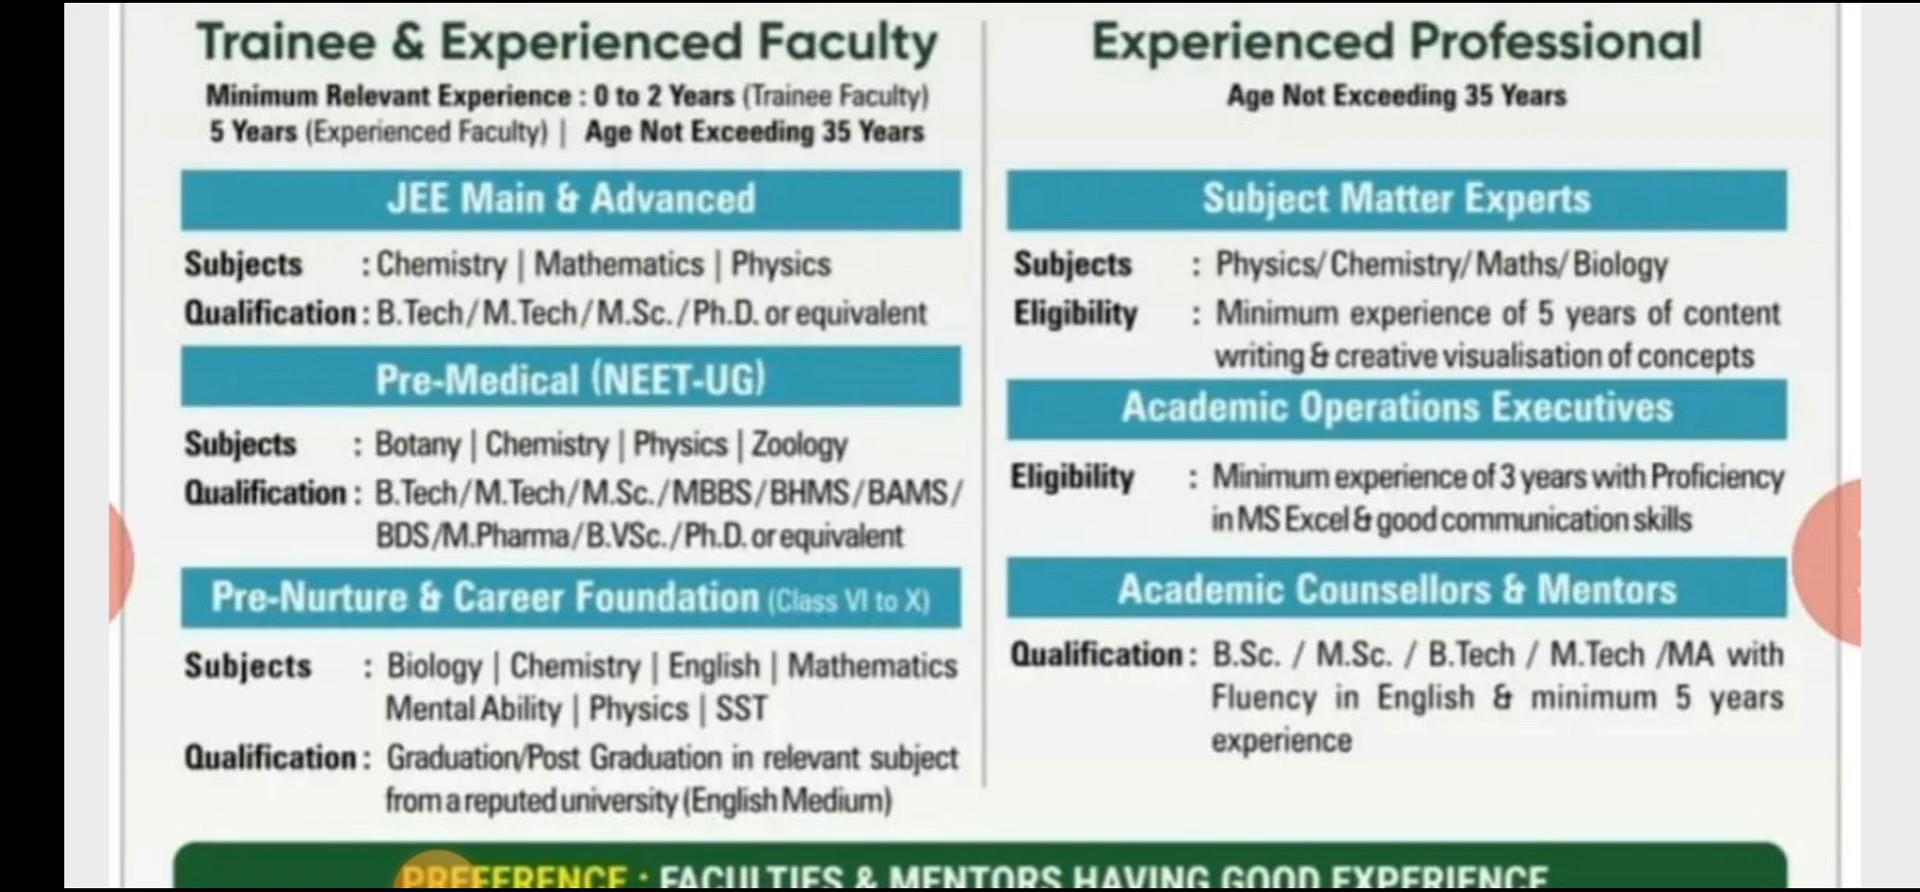 Trainee & Experienced Faculty
Minimum Relevant Experience : 0 to 2 Years (Trainee Faculty)
5 Years (Experienced Faculty) | Age Not Exceeding 35 Years
JEE Main & Advanced
Subjects : Chemistry | Mathematics | Physics
Qualification : B.Tech/M.Tech/M.Sc./Ph.D. or equivalent
Pre-Medical (NEET-UG)
Subjects : Botany | Chemistry | Physics | Zoology
Qualification : B.Tech/M.Tech/M.Sc./MBBS/BHMS/BAMS/
BDS/M.Pharma/B.VSc./Ph.D. or equivalent
Pre-Nurture & Career Foundation (Class VI to X)
Subjects : Biology | Chemistry | English | Mathematics
Mental Ability | Physics | SST
Qualification : Graduation/Post Graduation in relevant subject
from a reputed university (English Medium)
Experienced Professional
Age Not Exceeding 35 Years
Subject Matter Experts
Subjects : Physics/Chemistry/Maths/Biology
Eligibility : Minimum experience of 5 years of content
writing & creative visualisation of concepts
Academic Operations Executives
Eligibility : Minimum experience of 3 years with Proficiency
in MS Excel & good communication skills
Academic Counsellors & Mentors
Qualification : B.Sc. / M.Sc. / B.Tech / M.Tech /MA with
Fluency in English & minimum 5 years
experience
PREFERENCE : FACULTIES & MENTORS HAVING GOOD EXPERIENCE